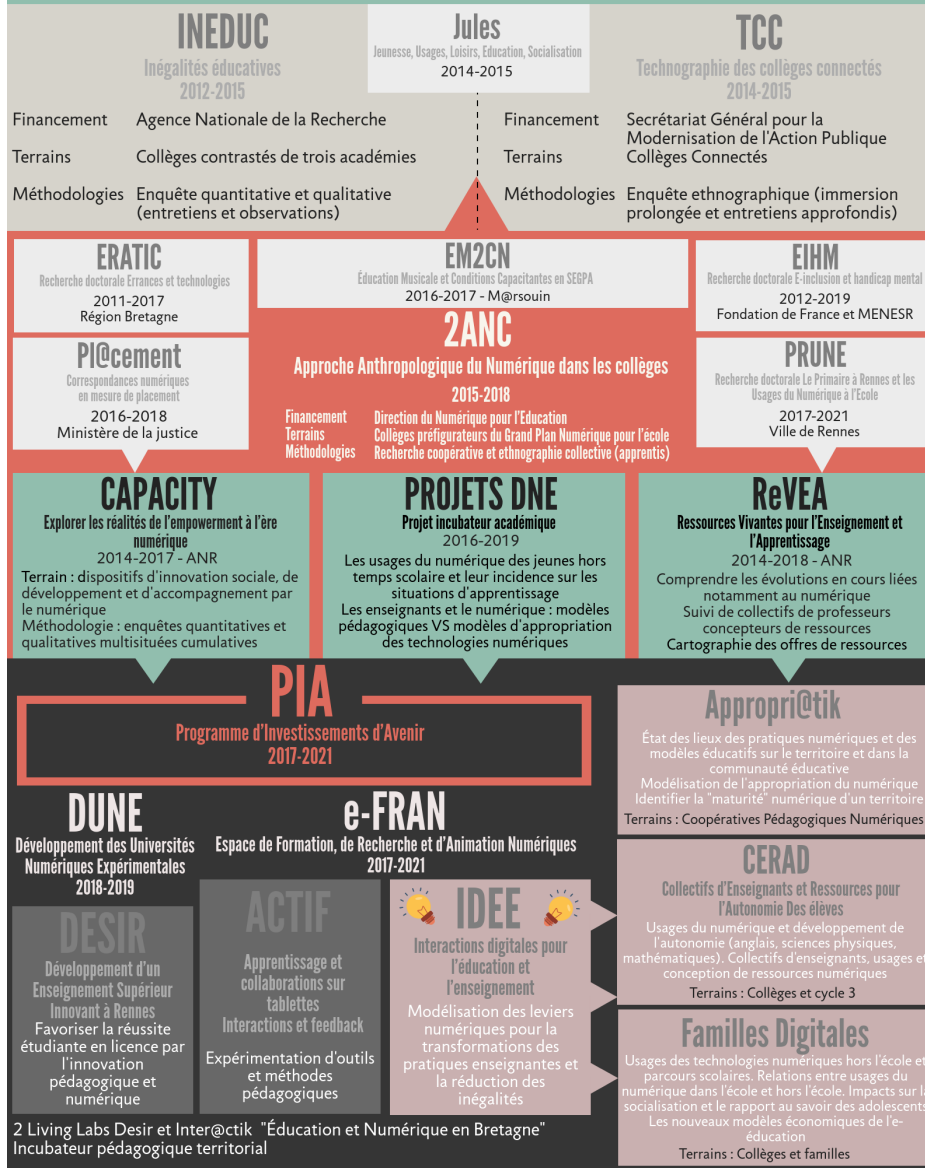 INEDUC
Inégalités éducatives
2012-2015
Financement Agence Nationale de la Recherche
Terrains Collèges contrastés de trois académies
Méthodologies Enquête quantitative et qualitative
(entretiens et observations)
Jules
Jeunesse, Usages, Loisirs, Education, Socialisation
2014-2015
TCC
Technographie des collèges connectés
2014-2015
Financement Secrétariat Général pour la
Modernisation de l'Action Publique
Terrains Collèges Connectés
Méthodologies Enquête ethnographique (immersion
prolongée et entretiens approfondis)
ERATIC
Recherche doctorale Errances et technologies
2011-2017
Région Bretagne
EM2CN
Éducation Musicale et Conditions Capacitantes en SEGPA
2016-2017 - M@rsouin
EIHM
Recherche doctorale E-inclusion et handicap mental
2012-2019
Fondation de France et MENESR
Pl@cement
Correspondances numériques
en mesure de placement
2016-2018
Ministère de la justice
2ANC
Approche Anthropologique du Numérique dans les collèges
2015-2018
Financement Direction du Numérique pour l'Education
Terrains Collèges préfigurateurs du Grand Plan Numérique pour l'école
Méthodologies Recherche coopérative et ethnographie collective (apprentis)
PRUNE
Recherche doctorale Le Primaire à Rennes et les
Usages du Numérique à l'Ecole
2017-2021
Ville de Rennes
CAPACITY
Explorer les réalités de l'empowerment à l'ère
numérique
2014-2017 - ANR
Terrain : dispositifs d'innovation sociale, de
développement et d'accompagnement par
le numérique
Méthodologie : enquêtes quantitatives et
qualitatives multisituées cumulatives
PROJETS DNE
Projet incubateur académique
2016-2019
Les usages du numérique des jeunes hors
temps scolaire et leur incidence sur les
situations d'apprentissage
Les enseignants et le numérique : modèles
pédagogiques VS modèles d'appropriation
des technologies numériques
ReVEA
Ressources Vivantes pour l'Enseignement et
l'Apprentissage
2014-2018 - ANR
Comprendre les évolutions en cours liées
notamment au numérique
Suivi de collectifs de professeurs
concepteurs de ressources
Cartographie des offres de ressources
PIA
Programme d'Investissements d'Avenir
2017-2021
DUNE
Développement des Universités
Numériques Expérimentales
2018-2019
e-FRAN
Espace de Formation, de Recherche et d'Animation Numériques
2017-2021
DESIR
Développement d'un
Enseignement Supérieur
Innovant à Rennes
Favoriser la réussite
étudiante en licence par
l'innovation
pédagogique et
numérique
ACTIF
Apprentissage et
collaborations sur
tablettes
Interactions et feedback
Expérimentation d'outils
et méthodes
pédagogiques
IDEE
Interactions digitales pour
l'éducation et
l'enseignement
Modélisation des leviers
numériques pour la
transformations des
pratiques enseignantes et
la réduction des
inégalités
Appropri@tik
État des lieux des pratiques numériques et des
modèles éducatifs sur le territoire et dans la
communauté éducative
Modélisation de l'appropriation du numérique
Identifier la "maturité" numérique d'un territoire
Terrains : Coopératives Pédagogiques Numériques
CERAD
Collectifs d'Enseignants et Ressources pour
l'Autonomie Des élèves
Usages du numérique et développement de
l'autonomie (anglais, sciences physiques,
mathématiques). Collectifs d'enseignants, usages et
conception de ressources numériques
Terrains : Collèges et cycle 3
Familles Digitales
Usages des technologies numériques hors l'école et
parcours scolaires. Relations entre usages du
numérique dans l'école et hors l'école. Impacts sur la
socialisation et le rapport au savoir des adolescents
Les nouveaux modèles économiques de l'e-
éducation
Terrains : Collèges et familles
2 Living Labs Desir et Inter@ctik "Éducation et Numérique en Bretagne"
Incubateur pédagogique territorial